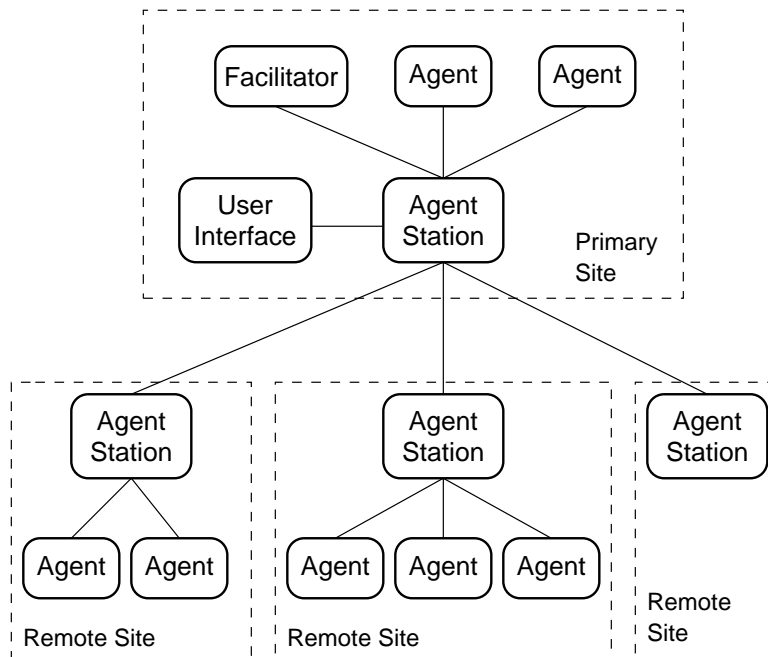 Facilitator
Agent
Agent
User
Interface
Agent
Station
Primary
Site
Agent
Station
Agent
Station
Agent
Station
Agent
Agent
Agent
Agent
Agent
Remote Site
Remote Site
Remote
Site